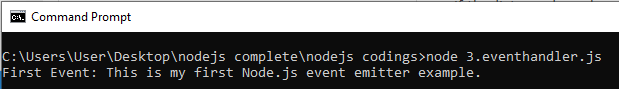 Command Prompt
C:\Users\User\Desktop\nodejs complete\nodejs codings>node 3.eventhandler.js
First Event: This is my first Node.js event emitter example.